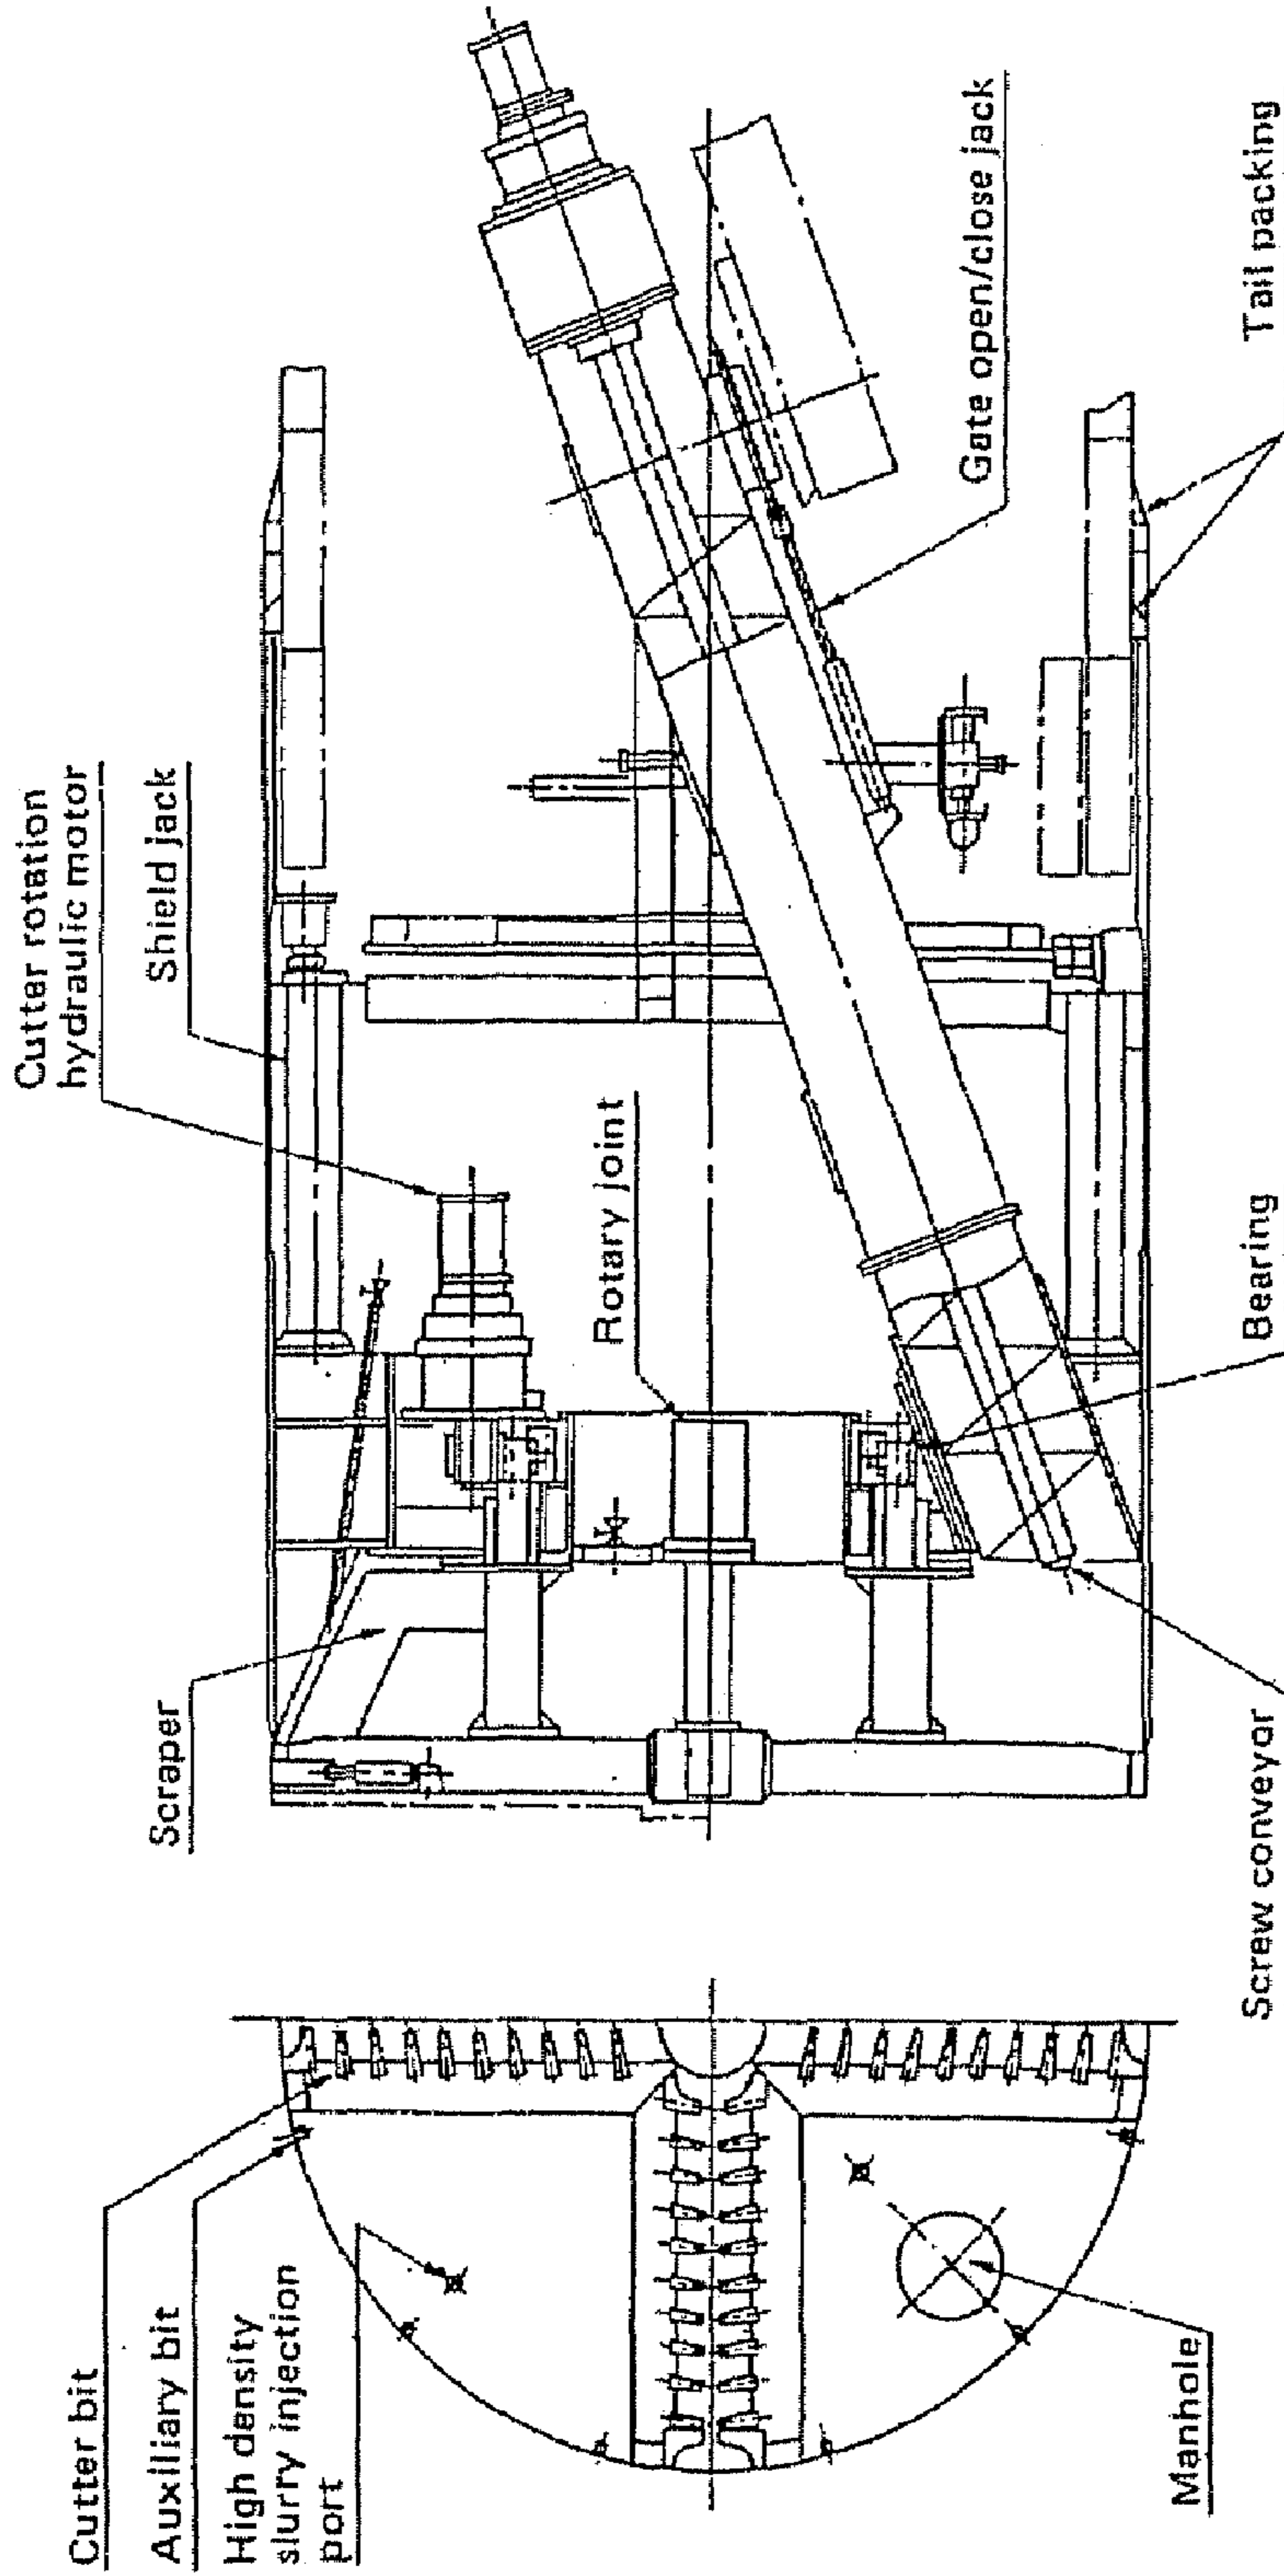 Cutter bit
Auxiliary bit
High density
slurry injection
port
Manhole
Scraper
Cutter rotation
hydraulic motor
Shield jack
Rotary joint
Screw conveyor
Bearing
Gate open/close jack
Tail packing